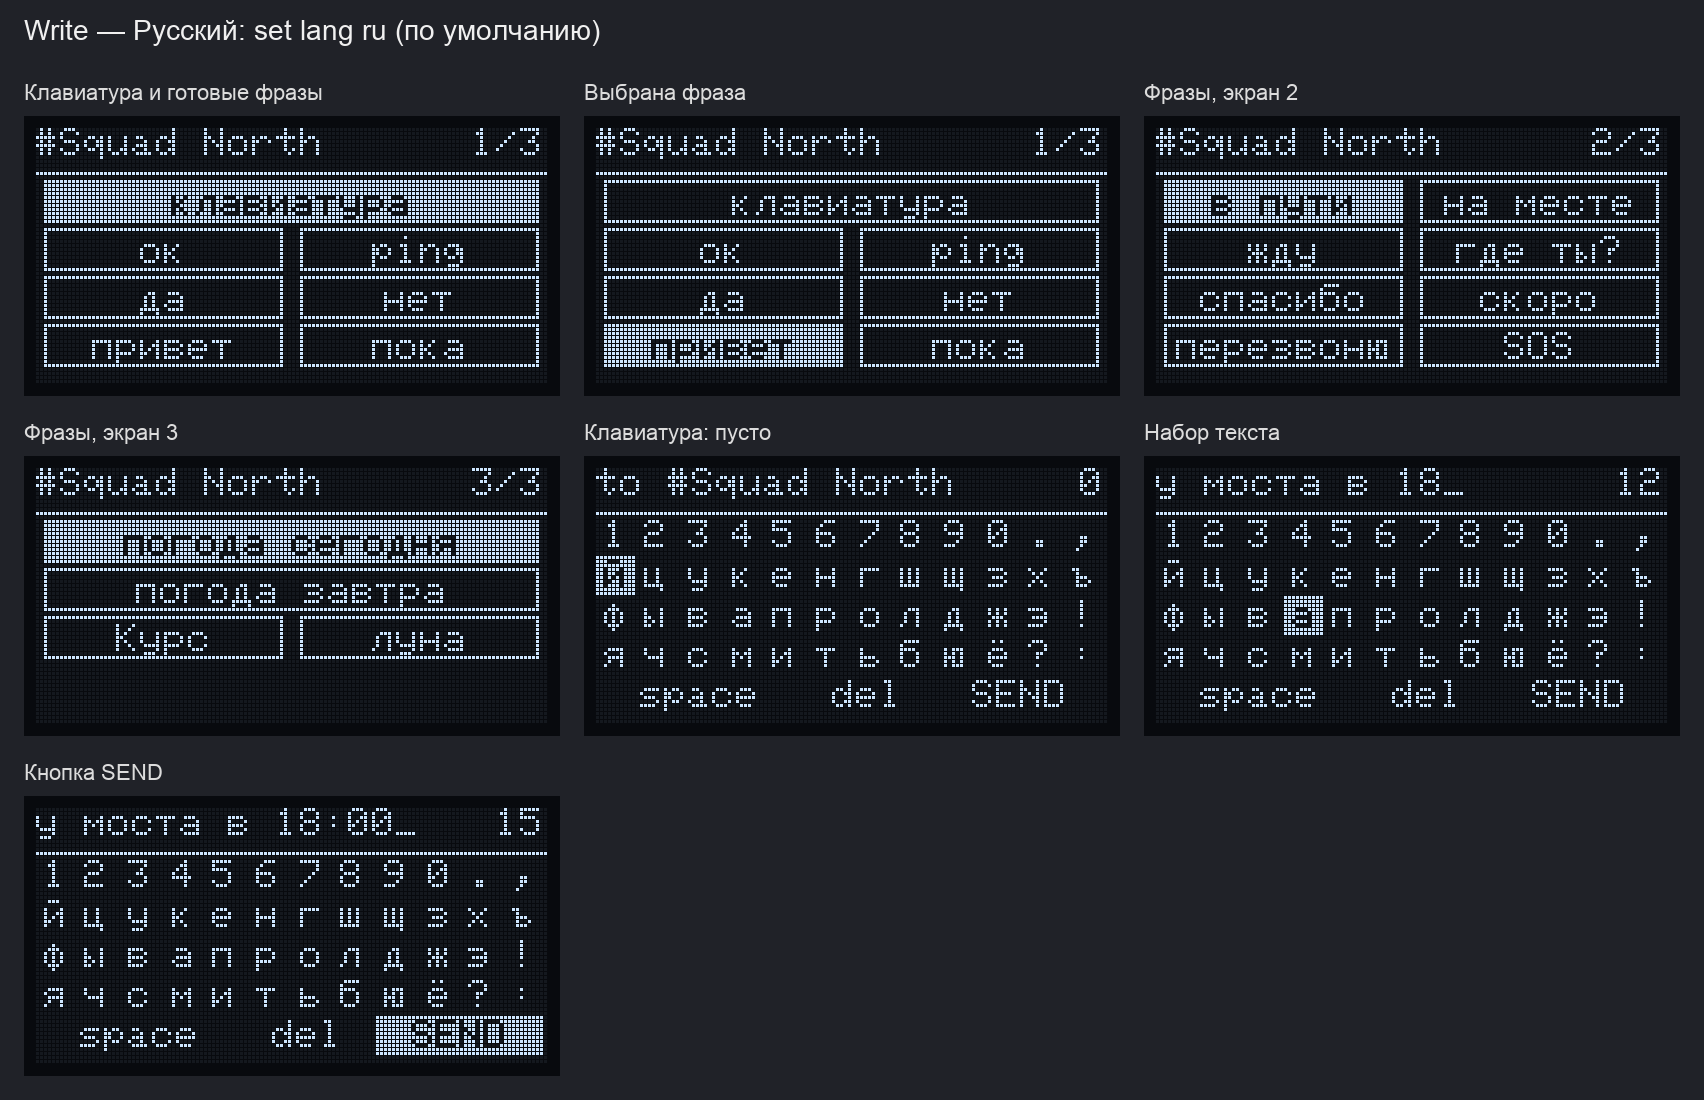 Write — Русский: set lang ru (по умолчанию)
Клавиатура и готовые фразы
#Squad North 1/3
клавиатура
ок ping
да нет
привет пока
Выбрана фраза
#Squad North 1/3
клавиатура
ок ping
да нет
привет пока
Фразы, экран 2
#Squad North 2/3
в пути на месте
жду где ты?
спасибо скоро
перезвоню SOS
Фразы, экран 3
#Squad North 3/3
погода сегодня
погода завтра
Курс луна
Клавиатура: пусто
to #Squad North 0
1 2 3 4 5 6 7 8 9 0 . ,
й ц у к е н г ш щ з х ъ
ф ы в а п р о л д ж э !
я ч с м и т ь б ю ё ? :
space del SEND
Набор текста
у моста в 18_ 12
1 2 3 4 5 6 7 8 9 0 . ,
й ц у к е н г ш щ з х ъ
ф ы в а п р о л д ж э !
я ч с м и т ь б ю ё ? :
space del SEND
Кнопка SEND
у моста в 18:00_ 15
1 2 3 4 5 6 7 8 9 0 . ,
й ц у к е н г ш щ з х ъ
ф ы в а п р о л д ж э !
я ч с м и т ь б ю ё ? :
space del SEND